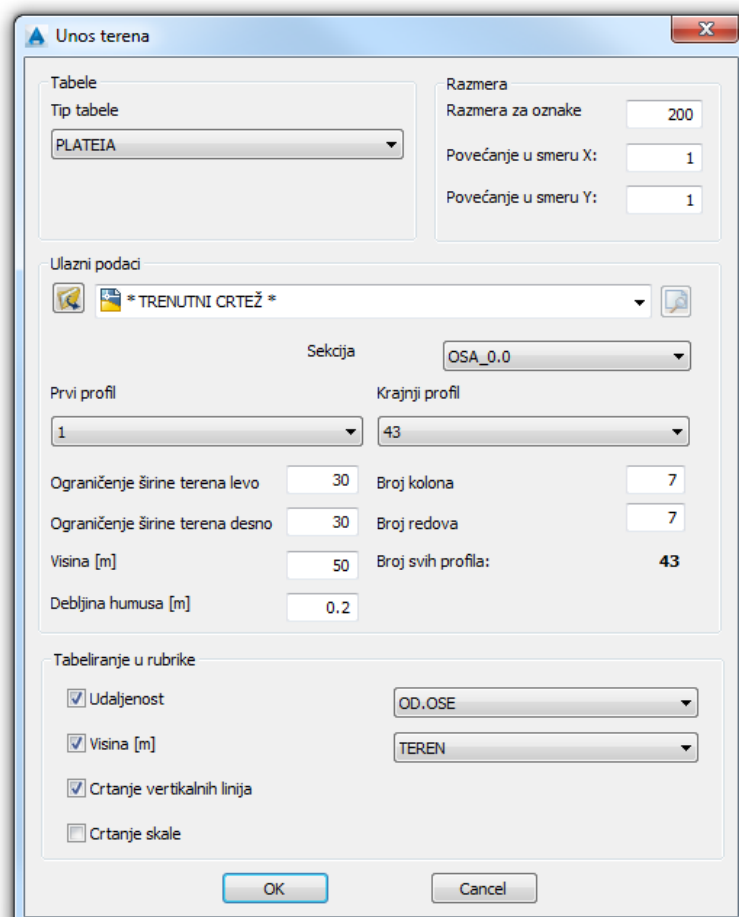 Unos terena
Tabele
Tip tabele
PLATEIA
Razmera
Razmera za oznake 200
Povećanje u smeru X: 1
Povećanje u smeru Y: 1
Ulazni podaci
* TRENUTNI CRTEŽ *
Sekcija OSA_0.0
Prvi profil Krajnji profil
1 43
Ograničenje širine terena levo 30 Broj kolona 7
Ograničenje širine terena desno 30 Broj redova 7
Visina [m] 50 Broj svih profila: 43
Debljina humusa [m] 0.2
Tabeliranje u rubrike
Udaljenost OD.OSE
Visina [m] TEREN
Crtanje vertikalnih linija
Crtanje skale
OK Cancel